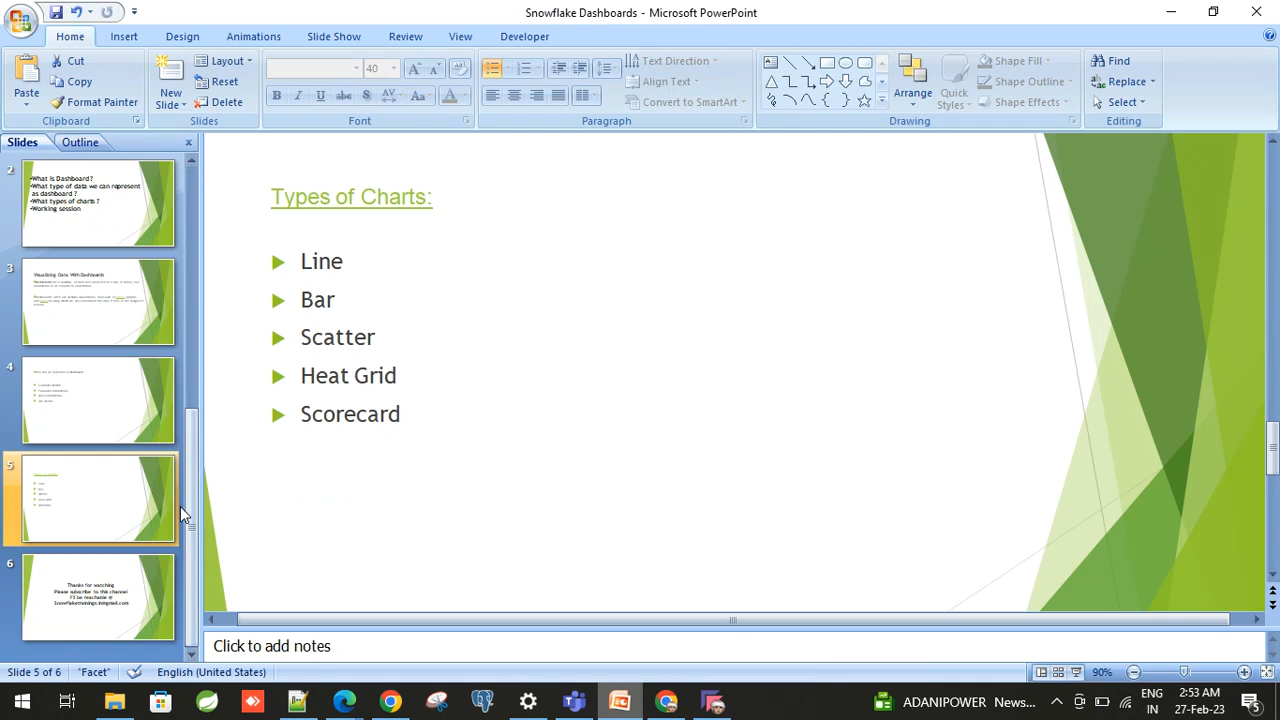 Snowflake Dashboards - Microsoft PowerPoint
Home Insert Design Animations Slide Show Review View Developer
Paste
Cut
Copy
Format Painter
Clipboard
New Slide
Layout
Reset
Delete
Slides
40
B I U abc S AV Aa A
Font
Text Direction
Align Text
Convert to SmartArt
Paragraph
Arrange
Quick Styles
Shape Fill
Shape Outline
Shape Effects
Drawing
Find
Replace
Select
Editing
Slides Outline
2
What is Dashboard?
What type of data we can represent
as dashboard ?
What types of charts ?
Working session
3
Visualizing Data With Dashboards
4
5
6
Thanks for watching
Please subscribe to this channel
I'll be reachable @
Types of Charts:
Line
Bar
Scatter
Heat Grid
Scorecard
Click to add notes
Slide 5 of 6 "Facet" English (United States) 90%
ADANIPOWER News...
ENG
IN
2:53 AM
27-Feb-23
5